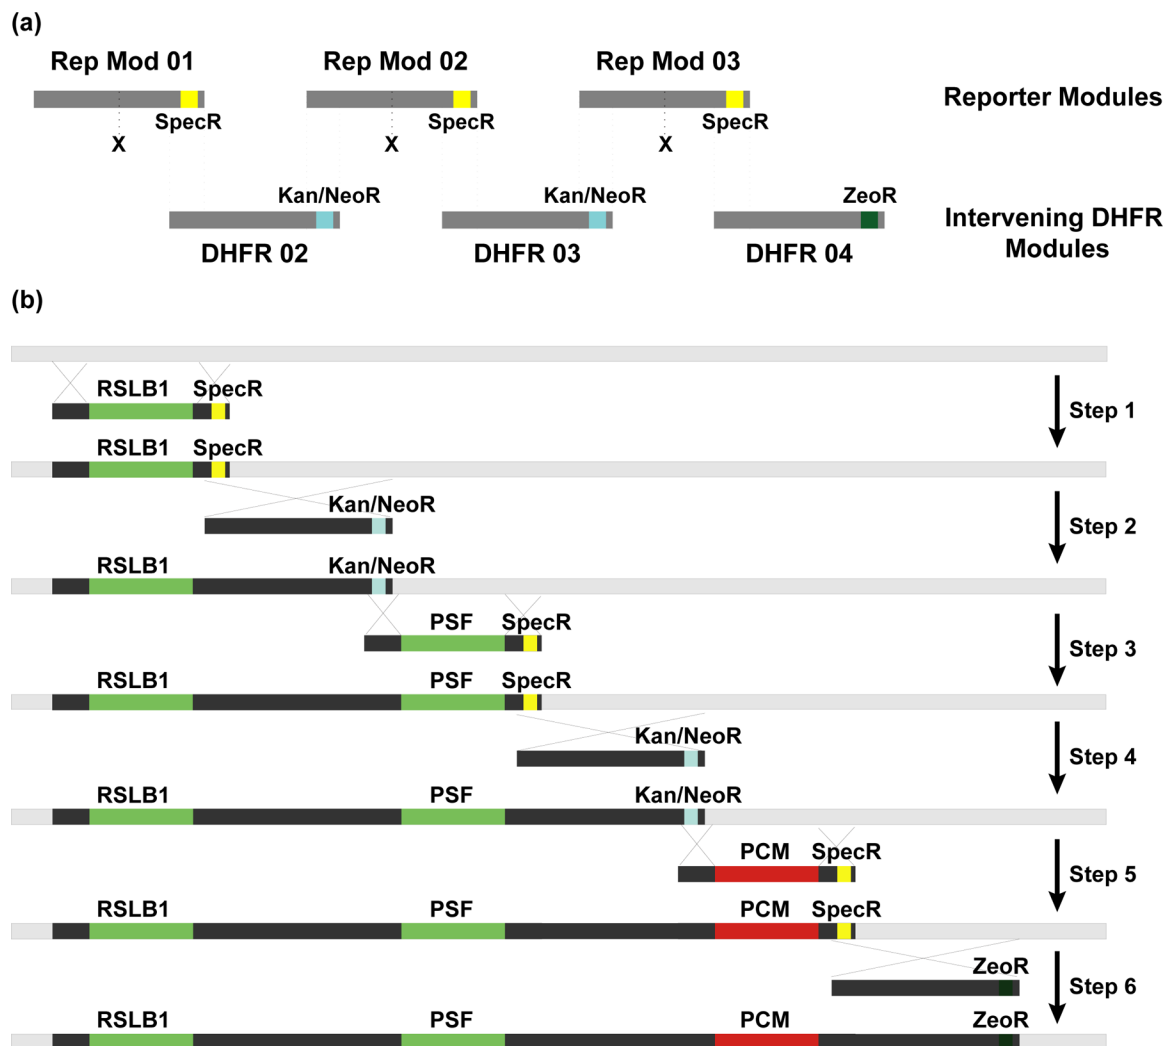 (a)
Rep Mod 01
Rep Mod 02
Rep Mod 03
Reporter Modules
SpecR
SpecR
SpecR
X
X
X
Kan/NeoR
Kan/NeoR
ZeoR
Intervening DHFR
Modules
DHFR 02
DHFR 03
DHFR 04
(b)
RSLB1 SpecR
Step 1
RSLB1 SpecR
Kan/NeoR
Step 2
RSLB1 Kan/NeoR
PSF SpecR
Step 3
RSLB1 PSF SpecR
Kan/NeoR
Step 4
RSLB1 PSF Kan/NeoR
PCM SpecR
Step 5
RSLB1 PSF PCM SpecR
ZeoR
Step 6
RSLB1 PSF PCM ZeoR